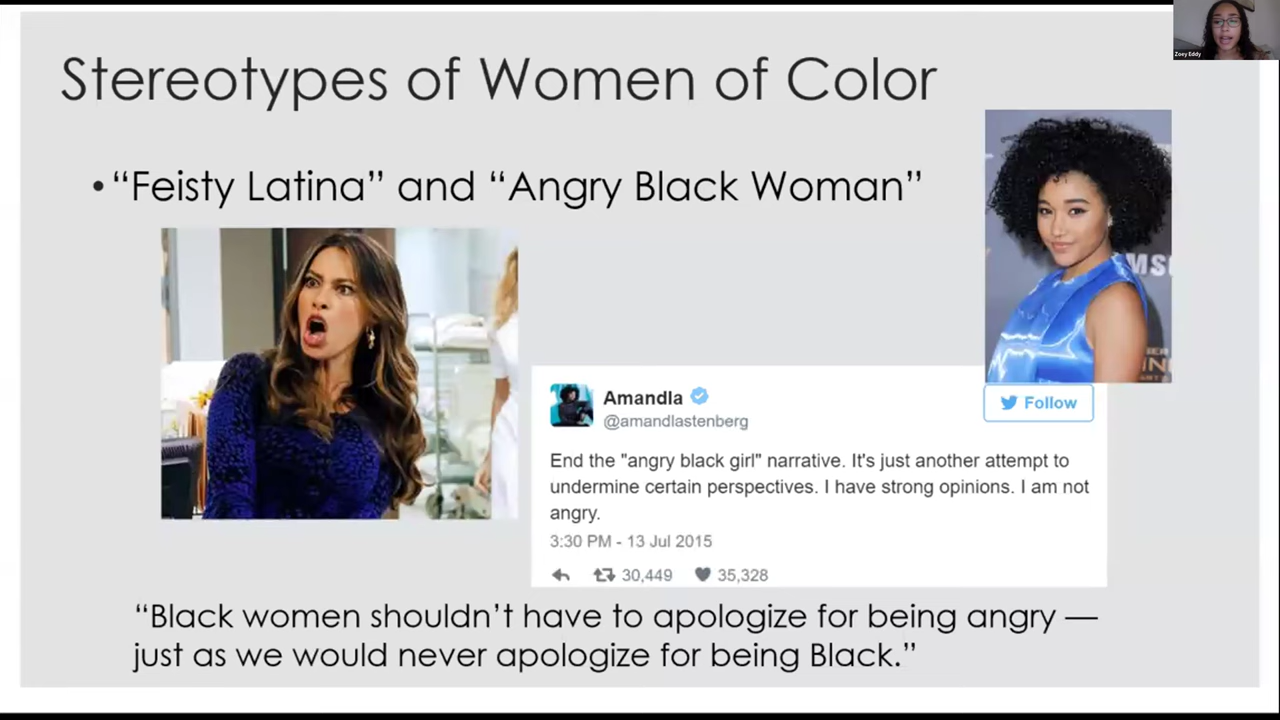 Zoey Eddy
Stereotypes of Women of Color
• “Feisty Latina” and “Angry Black Woman”
MS
Amandla
@amandlastenberg
Follow
End the "angry black girl" narrative. It's just another attempt to
undermine certain perspectives. I have strong opinions. I am not
angry.
3:30 PM - 13 Jul 2015
30,449 35,328
“Black women shouldn’t have to apologize for being angry —
just as we would never apologize for being Black.”